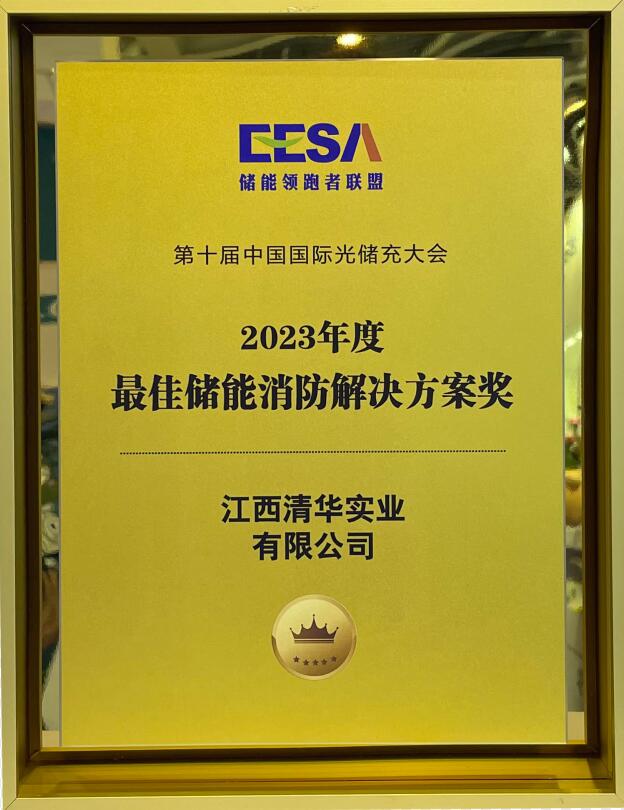 EESA
储能领跑者联盟
第十届中国国际光储充大会
2023年度
最佳储能消防解决方案奖
江西清华实业
有限公司